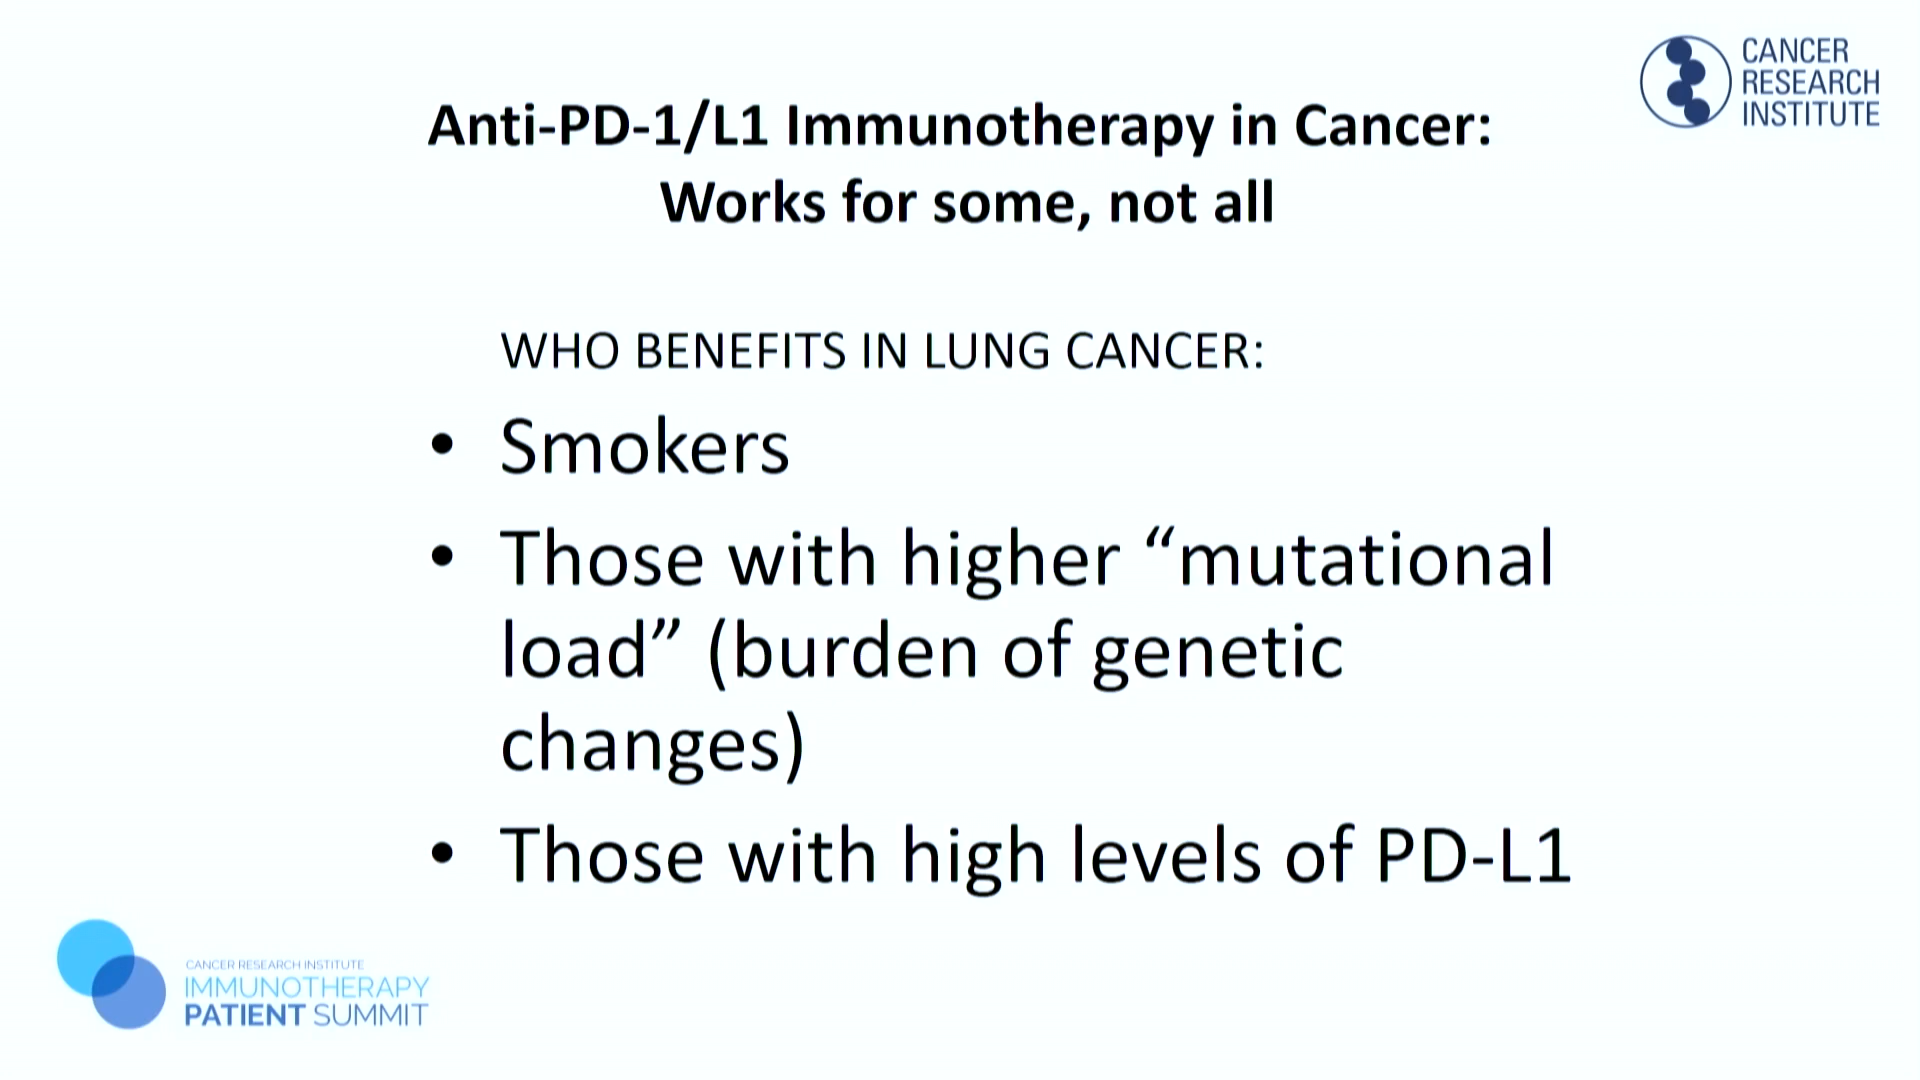 CANCER
RESEARCH
INSTITUTE
Anti-PD-1/L1 Immunotherapy in Cancer:
Works for some, not all
WHO BENEFITS IN LUNG CANCER:
• Smokers
• Those with higher “mutational
load” (burden of genetic
changes)
• Those with high levels of PD-L1
CANCER RESEARCH INSTITUTE
IMMUNOTHERAPY
PATIENT SUMMIT